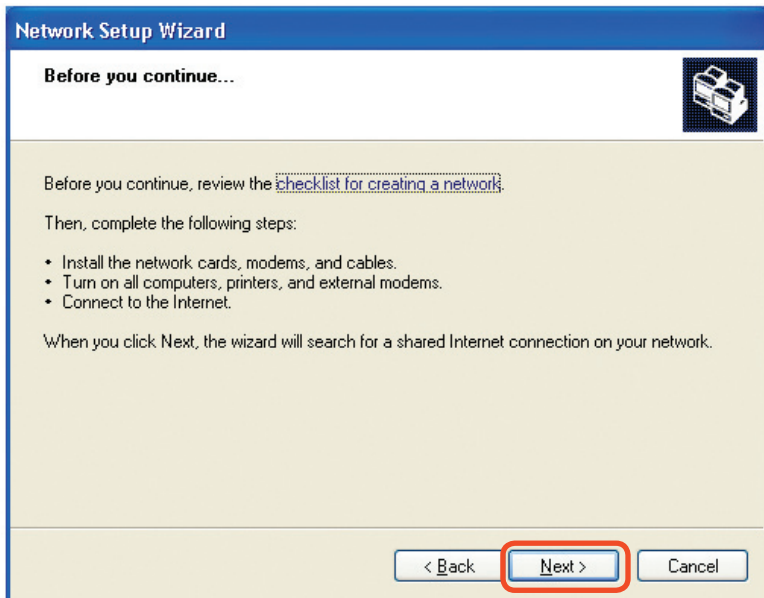 Network Setup Wizard
Before you continue...
Before you continue, review the checklist for creating a network.
Then, complete the following steps:
• Install the network cards, modems, and cables.
• Turn on all computers, printers, and external modems.
• Connect to the Internet.
When you click Next, the wizard will search for a shared Internet connection on your network.
< Back Next > Cancel